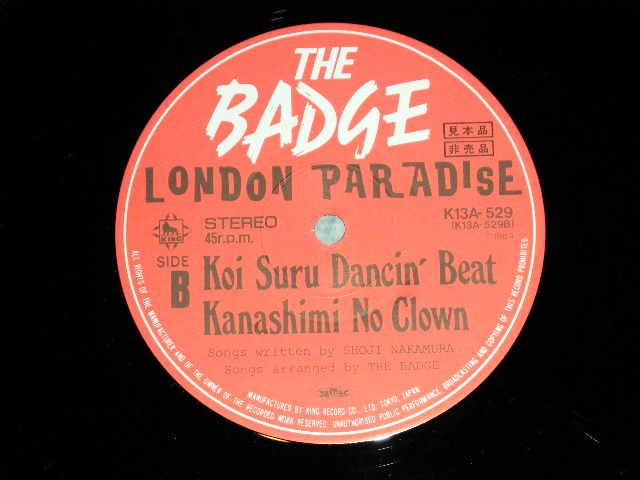 THE
BADGE
見本品
非売品
LONDON PARADISE
KING
STEREO
45r.p.m.
K13A-529
(K13A-529B)
℗1984
SIDE
B
Koi Suru Dancin' Beat
Kanashimi No Clown
Songs written by SHOJI NAKAMURA
Songs arranged by THE BADGE
ALL RIGHTS OF THE MANUFACTURER AND OF THE OWNER OF THE RECORDED WORK RESERVED UNAUTHORISED PUBLIC PERFORMANCE, BROADCASTING AND COPYING OF THIS RECORD PROHIBITED
MANUFACTURED BY KING RECORD CO., LTD. TOKYO, JAPAN